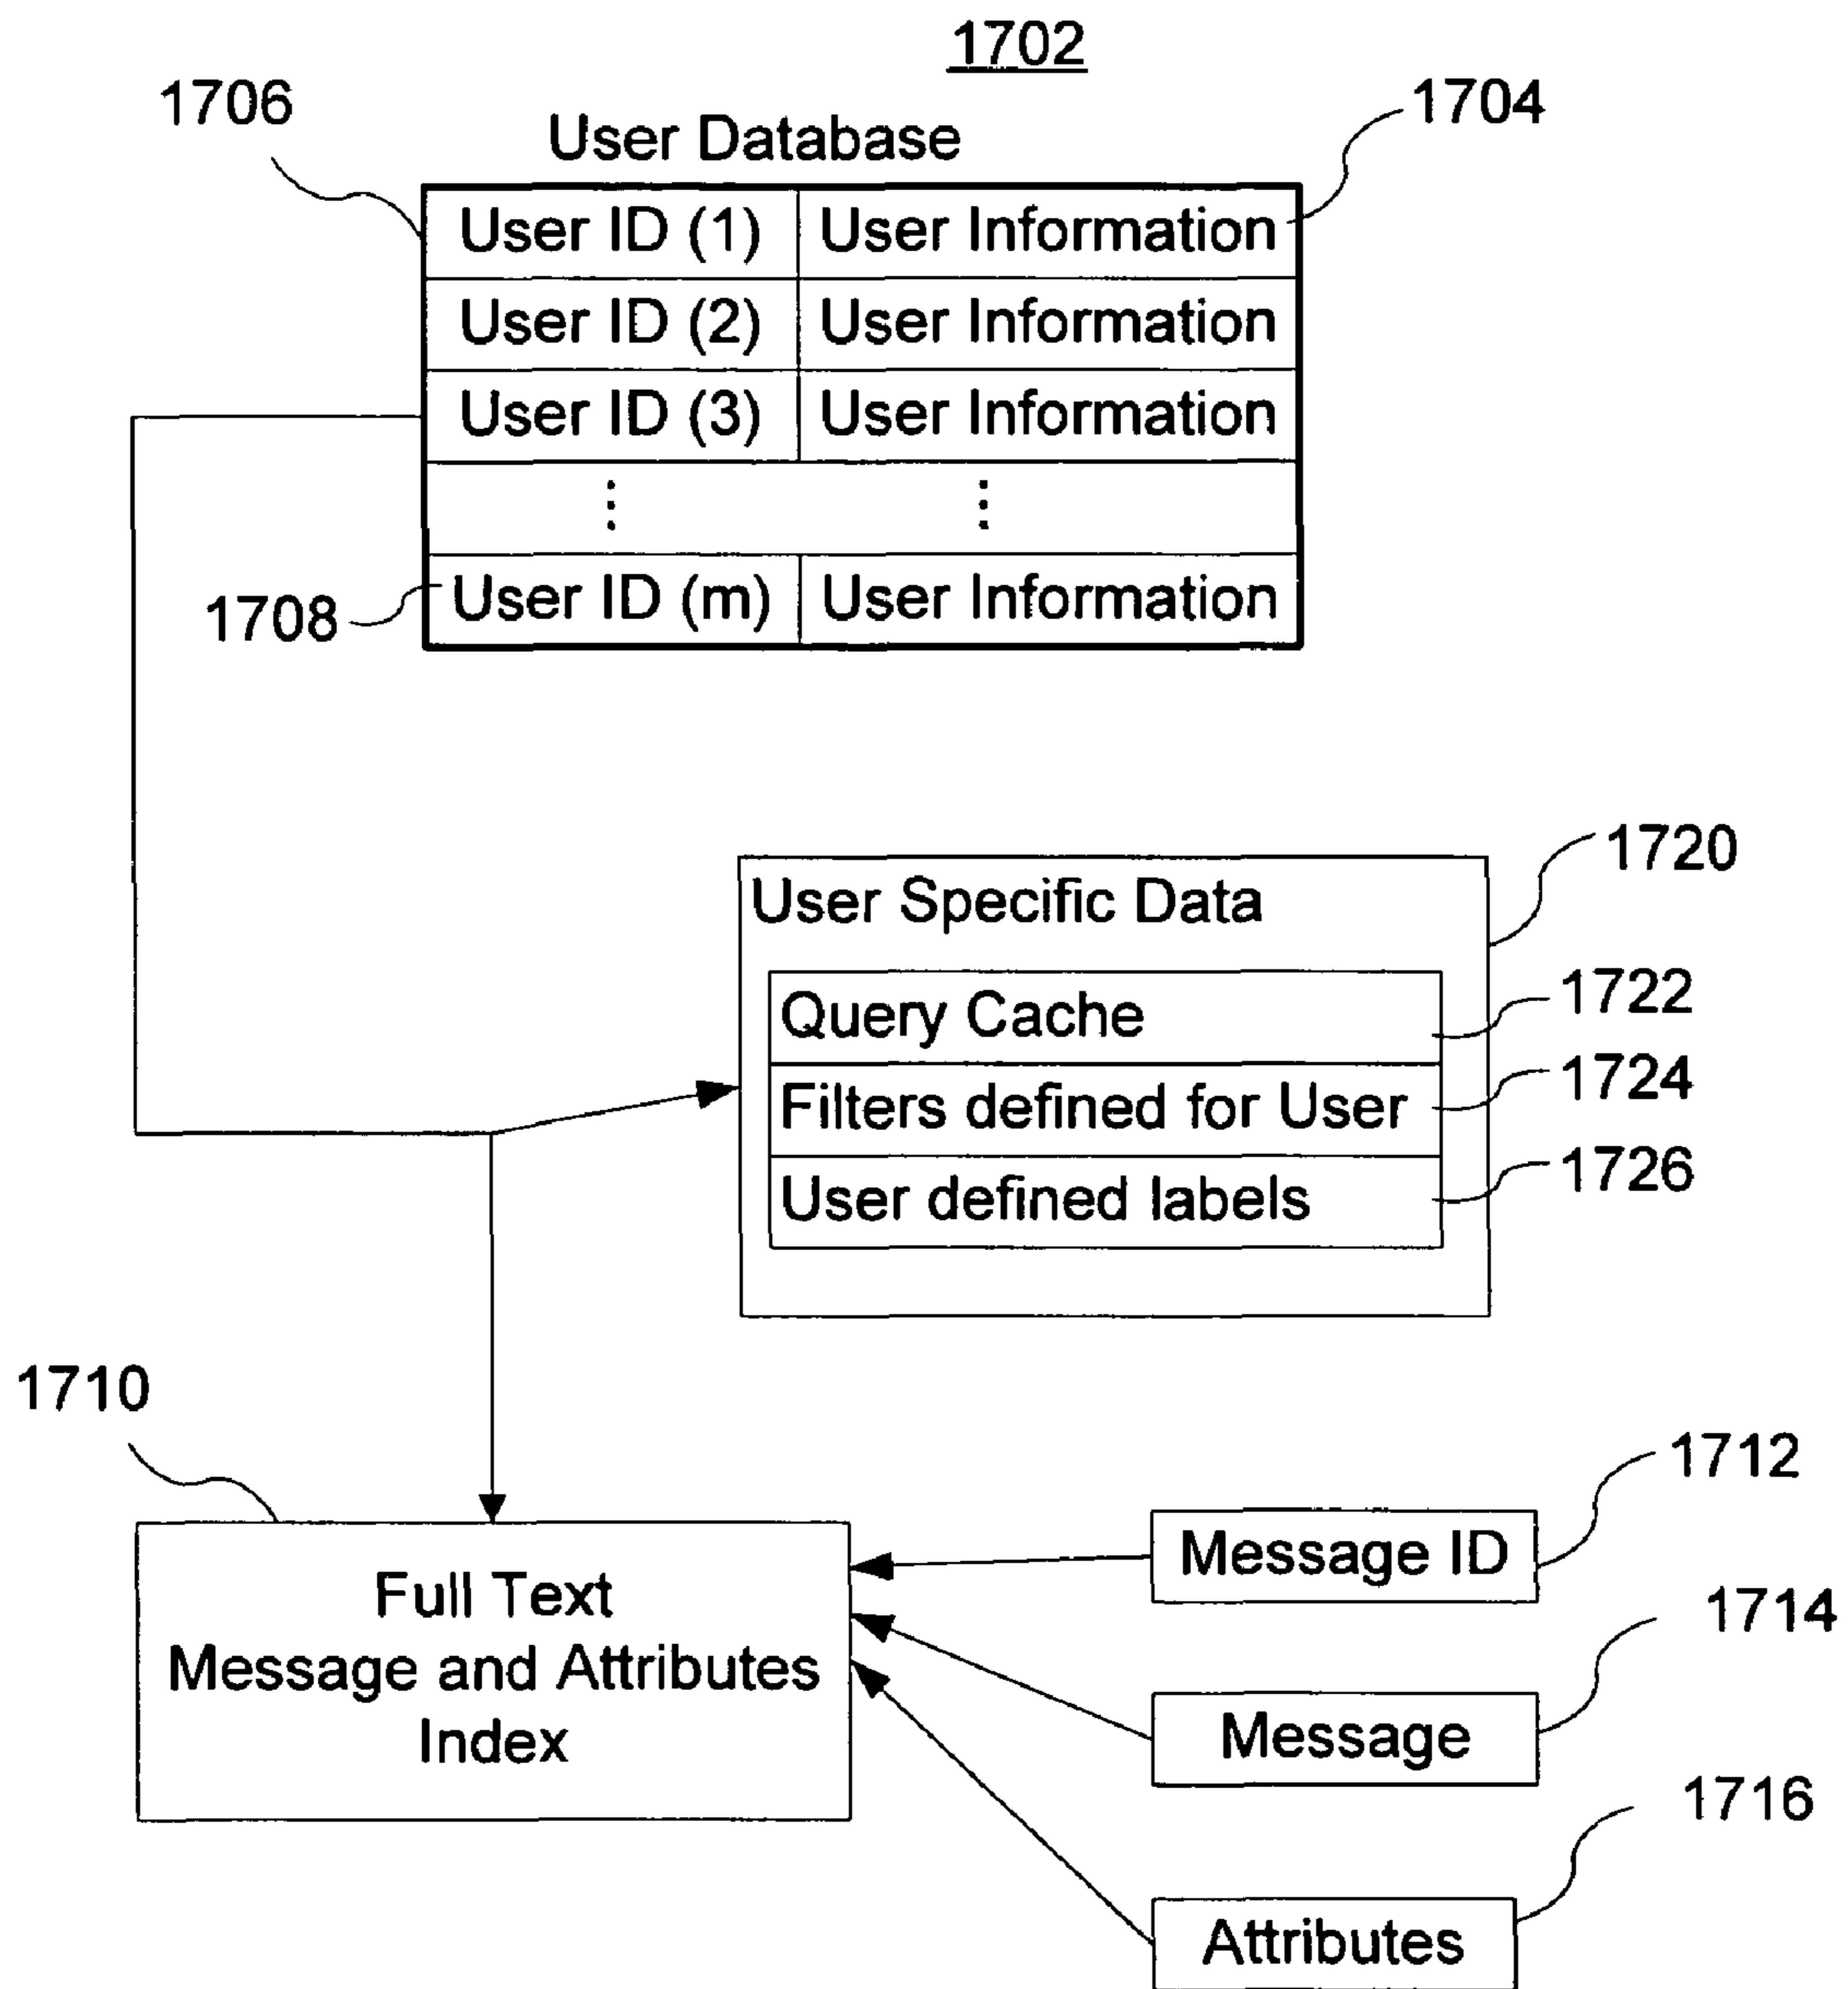 1702
1706
1704
User Database
User ID (1) User Information
User ID (2) User Information
User ID (3) User Information
⋮ ⋮
1708
User ID (m) User Information
1720
User Specific Data
Query Cache
1722
Filters defined for User
1724
User defined labels
1726
1710
Full Text
Message and Attributes
Index
1712
Message ID
1714
Message
1716
Attributes